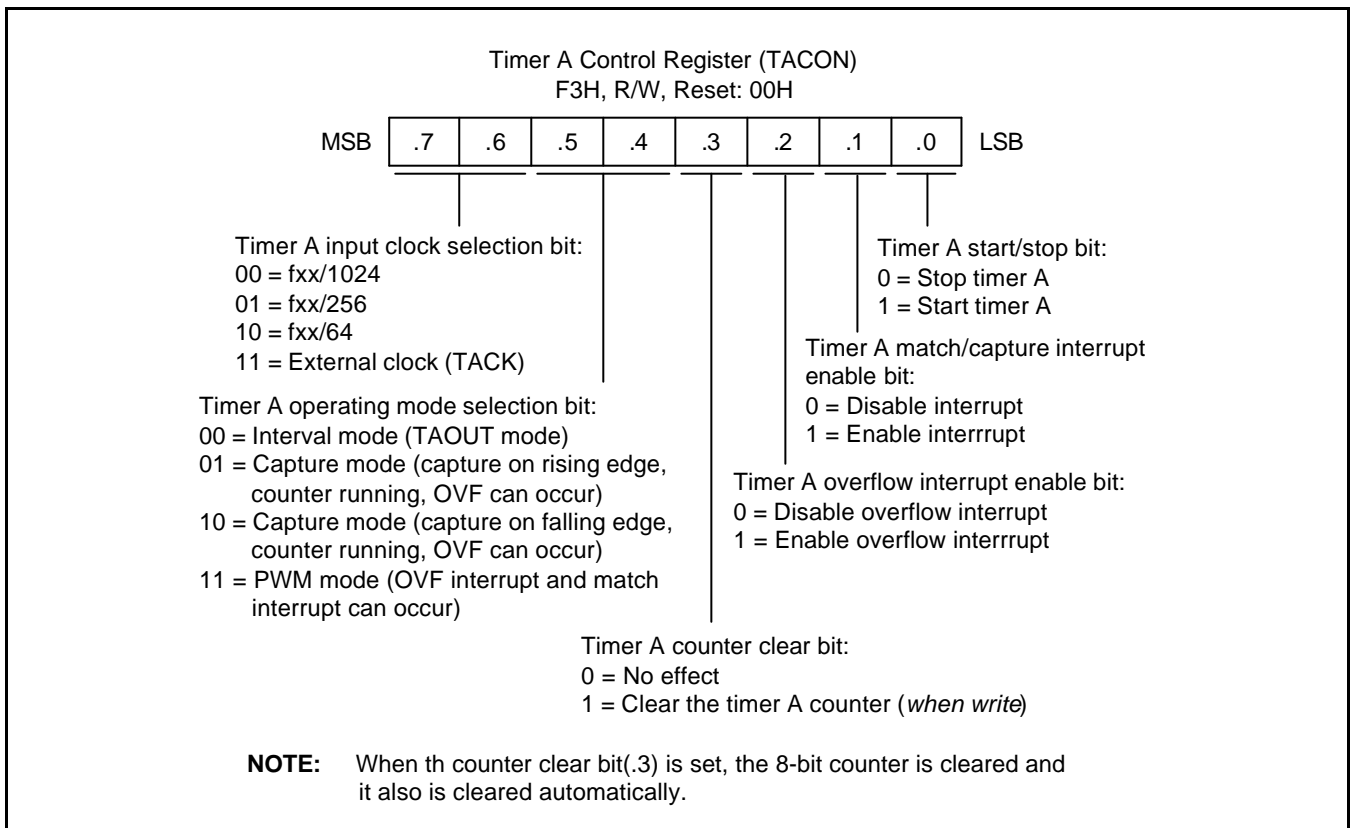 Timer A Control Register (TACON)
F3H, R/W, Reset: 00H
MSB .7 .6 .5 .4 .3 .2 .1 .0 LSB
Timer A input clock selection bit:
00 = fxx/1024
01 = fxx/256
10 = fxx/64
11 = External clock (TACK)
Timer A operating mode selection bit:
00 = Interval mode (TAOUT mode)
01 = Capture mode (capture on rising edge,
counter running, OVF can occur)
10 = Capture mode (capture on falling edge,
counter running, OVF can occur)
11 = PWM mode (OVF interrupt and match
interrupt can occur)
Timer A start/stop bit:
0 = Stop timer A
1 = Start timer A
Timer A match/capture interrupt
enable bit:
0 = Disable interrupt
1 = Enable interrrupt
Timer A overflow interrupt enable bit:
0 = Disable overflow interrupt
1 = Enable overflow interrrupt
Timer A counter clear bit:
0 = No effect
1 = Clear the timer A counter (when write)
NOTE: When th counter clear bit(.3) is set, the 8-bit counter is cleared and
it also is cleared automatically.